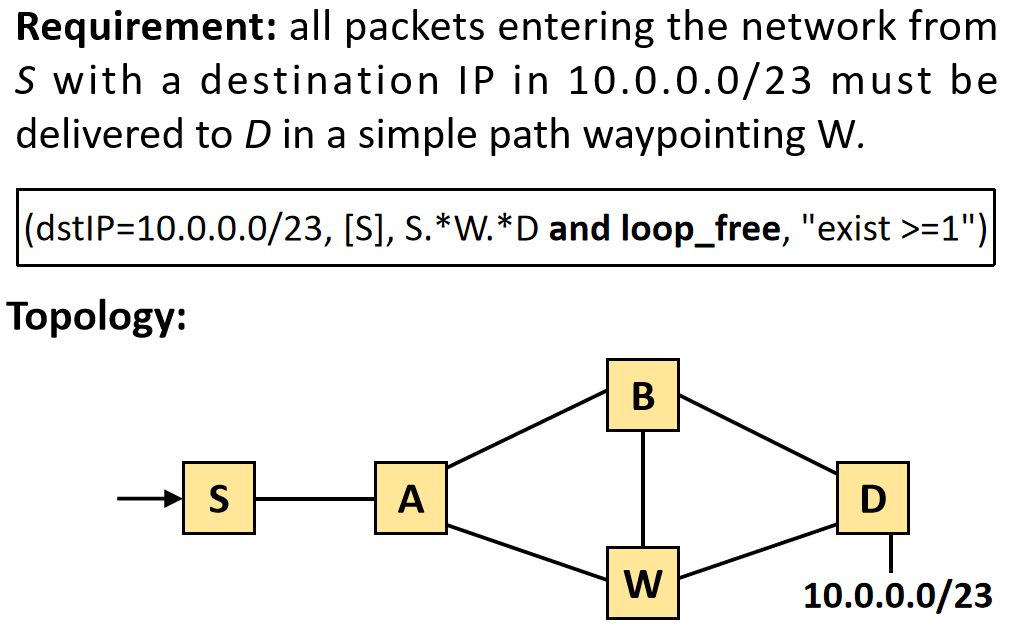 Requirement: all packets entering the network from
S with a destination IP in 10.0.0.0/23 must be
delivered to D in a simple path waypointing W.
(dstIP=10.0.0.0/23, [S], S.*W.*D and loop_free, "exist >=1")
Topology:
B
S
A
D
W
10.0.0.0/23